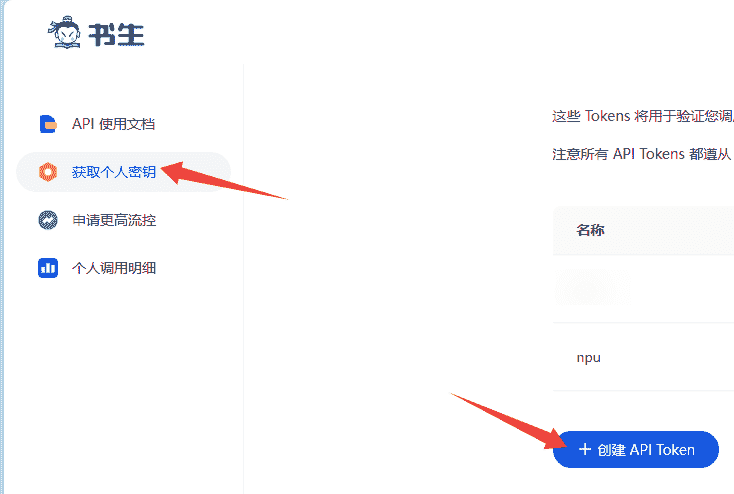 书生
API 使用文档
获取个人密钥
申请更高流控
个人调用明细
这些 Tokens 将用于验证您调
注意所有 API Tokens 都遵从
名称
npu
创建 API Token